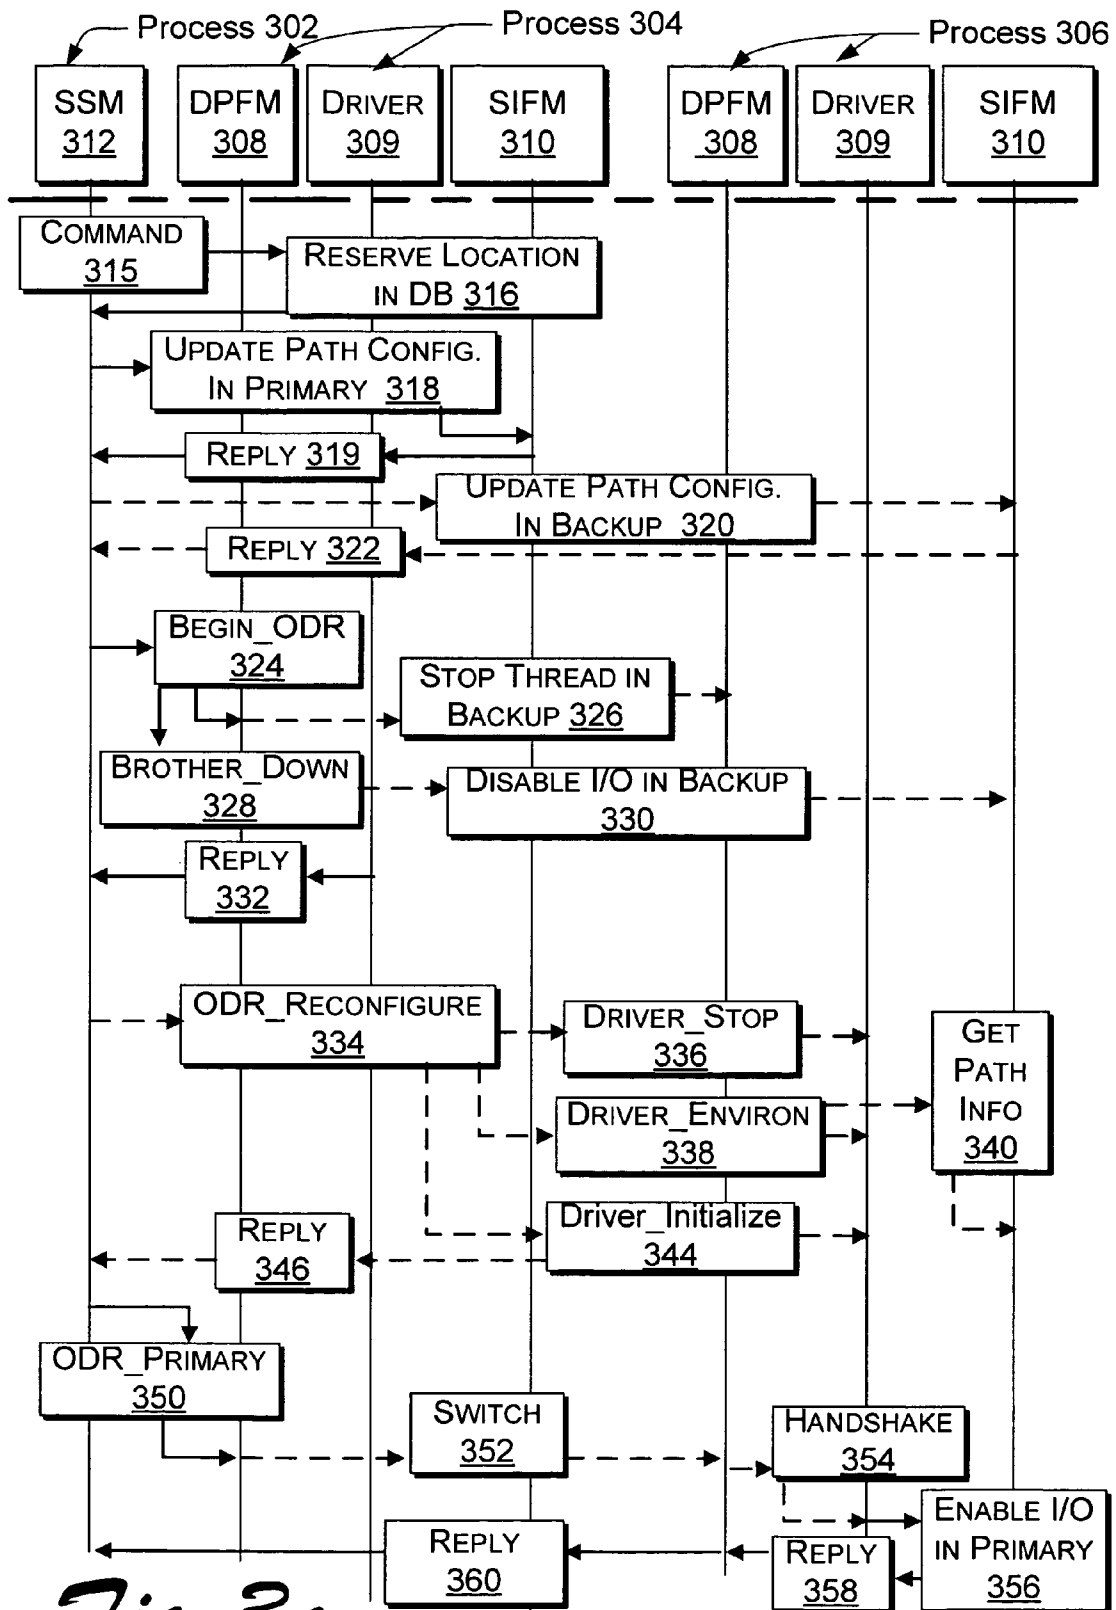 Process 302
Process 304
Process 306
SSM
312
DPFM
308
DRIVER
309
SIFM
310
DPFM
308
DRIVER
309
SIFM
310
COMMAND
315
RESERVE LOCATION
IN DB 316
UPDATE PATH CONFIG.
IN PRIMARY 318
REPLY 319
UPDATE PATH CONFIG.
IN BACKUP 320
REPLY 322
BEGIN_ODR
324
STOP THREAD IN
BACKUP 326
BROTHER_DOWN
328
DISABLE I/O IN BACKUP
330
REPLY
332
ODR_RECONFIGURE
334
DRIVER_STOP
336
GET
PATH
INFO
340
DRIVER_ENVIRON
338
Driver_Initialize
344
REPLY
346
ODR_PRIMARY
350
SWITCH
352
HANDSHAKE
354
ENABLE I/O
IN PRIMARY
356
REPLY
360
REPLY
358